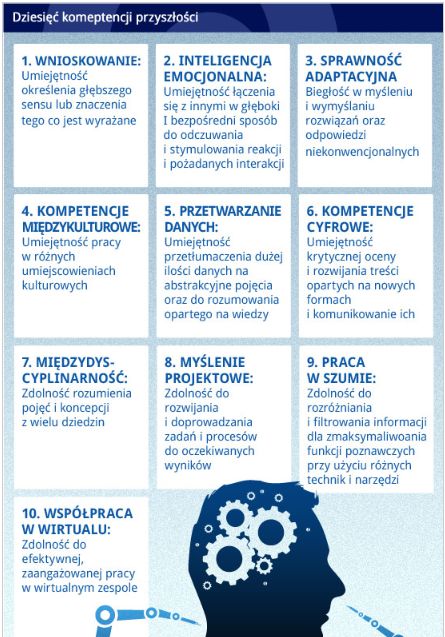 Dziesięć komeptencji przyszłości
1. WNIOSKOWANIE:
Umiejętność
określenia głębszego
sensu lub znaczenia
tego co jest wyrażane
2. INTELIGENCJA
EMOCJONALNA:
Umiejętność łączenia
się z innymi w głęboki
I bezpośredni sposób
do odczuwania
i stymulowania reakcji
i pożadanych interakcji
3. SPRAWNOŚĆ
ADAPTACYJNA
Biegłość w myśleniu
i wymyślaniu
rozwiązań oraz
odpowiedzi
niekonwencjonalnych
4. KOMPETENCJE
MIĘDZYKULTUROWE:
Umiejętność pracy
w różnych
umiejscowieniach
kulturowych
5. PRZETWARZANIE
DANYCH:
Umiejętność
przetłumaczenia dużej
ilości danych na
abstrakcyjne pojęcia
oraz do rozumowania
opartego na wiedzy
6. KOMPETENCJE
CYFROWE:
Umiejętność
krytycznej oceny
i rozwijania treści
opartych na nowych
formach
i komunikowanie ich
7. MIĘDZYDYS-
CYPLINARNOŚĆ:
Zdolność rozumienia
pojęć i koncepcji
z wielu dziedzin
8. MYŚLENIE
PROJEKTOWE:
Zdolność do
rozwijania
i doprowadzania
zadań i procesów
do oczekiwanych
wyników
9. PRACA
W SZUMIE:
Zdolność do
rozróżniania
i filtrowania informacji
dla zmaksymaliwoania
funkcji poznawczych
przy użyciu różnych
technik i narzędzi
10. WSPÓŁPRACA
W WIRTUALU:
Zdolność do
efektywnej,
zaangażowanej pracy
w wirtualnym zespole